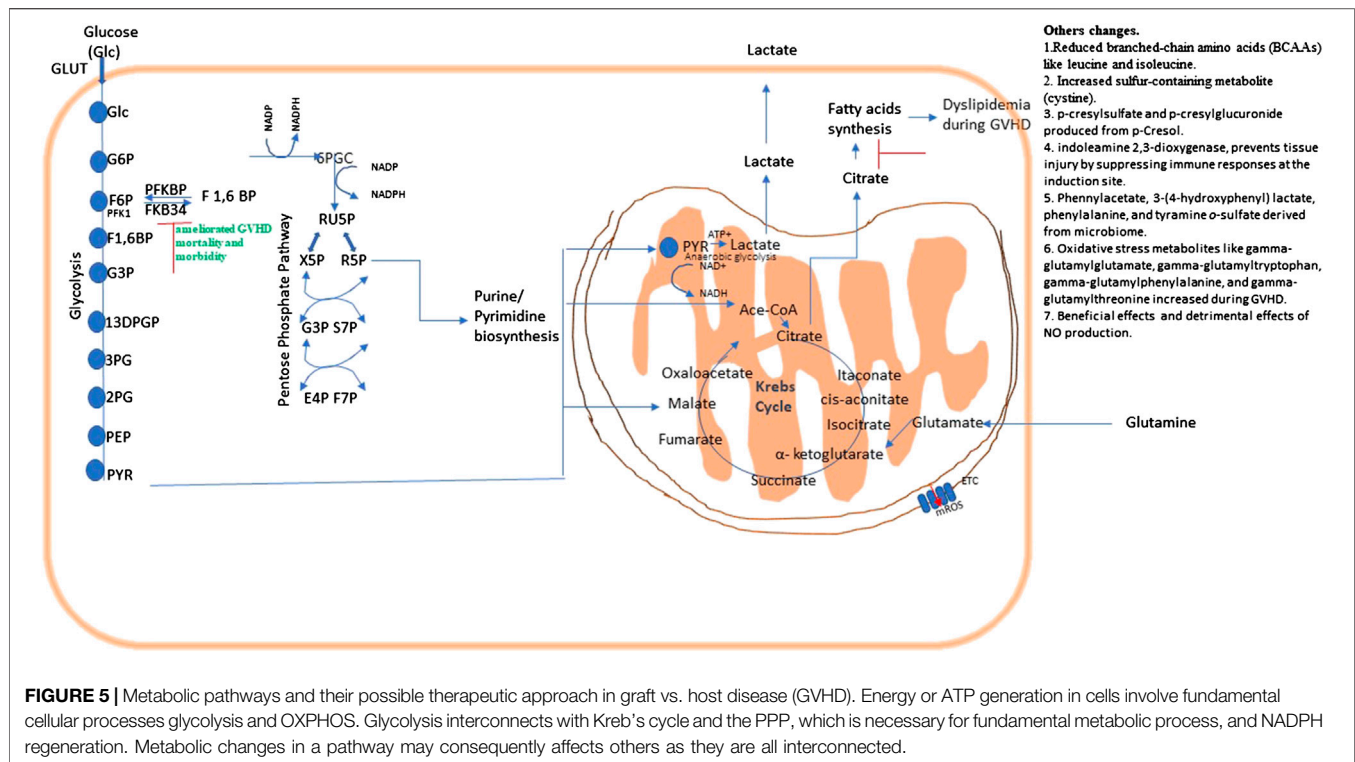 Glucose
(Glc)
GLUT
Glc
G6P
F6P
PFK1
PFKBP
FKB34
F 1,6 BP
F1,6BP
ameliorated GVHD
mortality and
morbidity
G3P
13DPGP
3PG
2PG
PEP
PYR
Glycolysis
NADP
NADPH
6PGC
NADP
NADPH
RU5P
X5P R5P
G3P S7P
E4P F7P
Pentose Phosphate Pathway
Purine/
Pyrimidine
biosynthesis
Lactate
Lactate
Fatty acids
synthesis
Dyslipidemia
during GVHD
Citrate
PYR
ATP+
Lactate
Anaerobic glycolysis
NAD+
NADH
Ace-CoA
Citrate
Oxaloacetate
Malate
Fumarate
Krebs
Cycle
Itaconate
cis-aconitate
Isocitrate
α- ketoglutarate
Succinate
Glutamate
Glutamine
ETC
mROS
Others changes.
1.Reduced branched-chain amino acids (BCAAs)
like leucine and isoleucine.
2. Increased sulfur-containing metabolite
(cystine).
3. p-cresylsulfate and p-cresylglucuronide
produced from p-Cresol.
4. indoleamine 2,3-dioxygenase, prevents tissue
injury by suppressing immune responses at the
induction site.
5. Phennylacetate, 3-(4-hydroxyphenyl) lactate,
phenylalanine, and tyramine o-sulfate derived
from microbiome.
6. Oxidative stress metabolites like gamma-
glutamylglutamate, gamma-glutamyltryptophan,
gamma-glutamylphenylalanine, and gamma-
glutamylthreonine increased during GVHD.
7. Beneficial effects and detrimental effects of
NO production.
FIGURE 5 | Metabolic pathways and their possible therapeutic approach in graft vs. host disease (GVHD). Energy or ATP generation in cells involve fundamental
cellular processes glycolysis and OXPHOS. Glycolysis interconnects with Kreb's cycle and the PPP, which is necessary for fundamental metabolic process, and NADPH
regeneration. Metabolic changes in a pathway may consequently affects others as they are all interconnected.